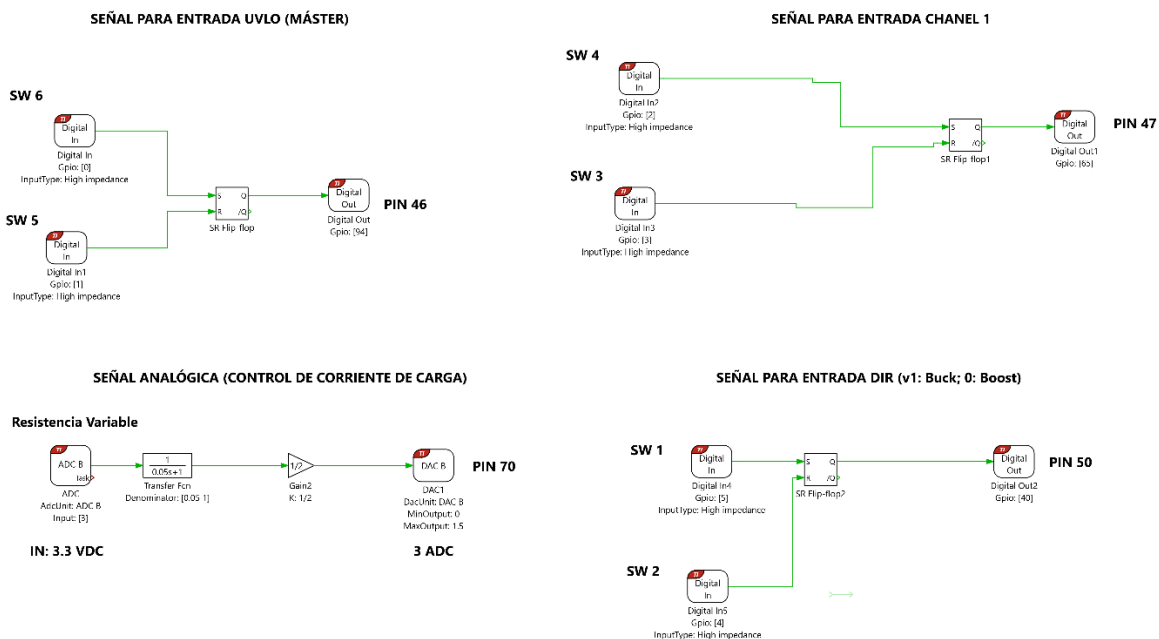 SEÑAL PARA ENTRADA UVLO (MÁSTER)
SW 6
Digital
In
Digital In
Gpio: [0]
InputType: High impedance
SW 5
Digital
In
Digital In1
Gpio: [1]
InputType: High impedance
S Q
R /Q
SR Flip-flop
Digital
Out
Digital Out
Gpio: [94]
PIN 46
SEÑAL PARA ENTRADA CHANEL 1
SW 4
Digital
In
Digital In2
Gpio: [2]
InputType: High impedance
SW 3
Digital
In
Digital In3
Gpio: [3]
InputType: High impedance
S Q
R /Q
SR Flip-flop1
Digital
Out
Digital Out1
Gpio: [65]
PIN 47
SEÑAL ANALÓGICA (CONTROL DE CORRIENTE DE CARGA)
Resistencia Variable
ADC B
Task
ADC
AdcUnit: ADC B
Input: [3]
IN: 3.3 VDC
1
0.05s+1
Transfer Fcn
Denominator: [0.05 1]
1/2
Gain2
K: 1/2
DAC B
DAC1
DacUnit: DAC B
MinOutput: 0
MaxOutput: 1.5
3 ADC
PIN 70
SEÑAL PARA ENTRADA DIR (v1: Buck; 0: Boost)
SW 1
Digital
In
Digital In4
Gpio: [5]
InputType: High impedance
SW 2
Digital
In
Digital In5
Gpio: [4]
InputType: High impedance
S Q
R /Q
SR Flip-flop2
Digital
Out
Digital Out2
Gpio: [40]
PIN 50